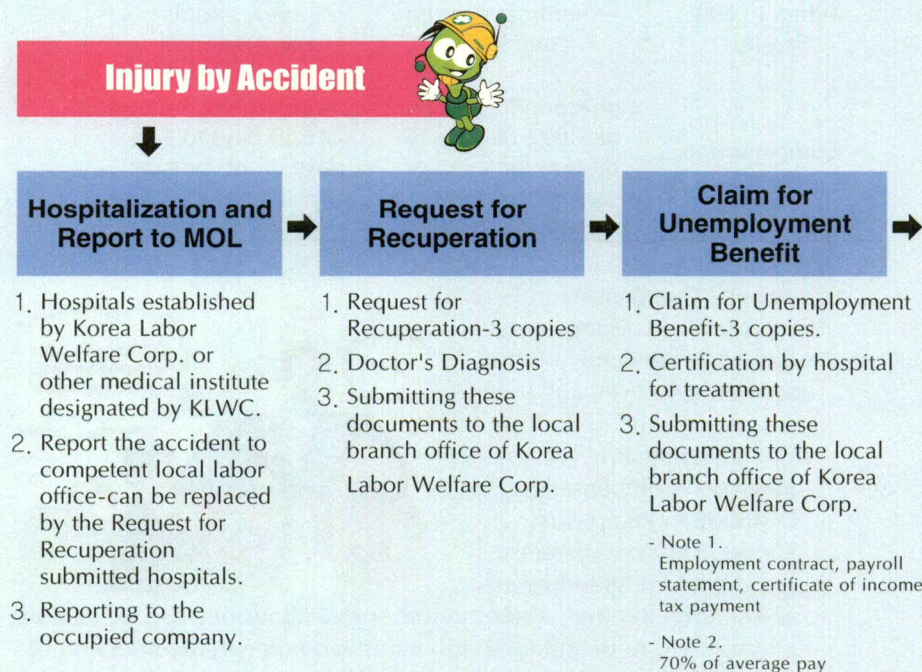 Injury by Accident
Hospitalization and
Report to MOL
1. Hospitals established
by Korea Labor
Welfare Corp. or
other medical institute
designated by KLWC.
2. Report the accident to
competent local labor
office-can be replaced
by the Request for
Recuperation
submitted hospitals.
3. Reporting to the
occupied company.
Request for
Recuperation
1. Request for
Recuperation-3 copies
2. Doctor's Diagnosis
3. Submitting these
documents to the local
branch office of Korea
Labor Welfare Corp.
Claim for
Unemployment
Benefit
1. Claim for Unemployment
Benefit-3 copies.
2. Certification by hospital
for treatment
3. Submitting these
documents to the local
branch office of Korea
Labor Welfare Corp.
- Note 1.
Employment contract, payroll
statement, certificate of income
tax payment
- Note 2.
70% of average pay